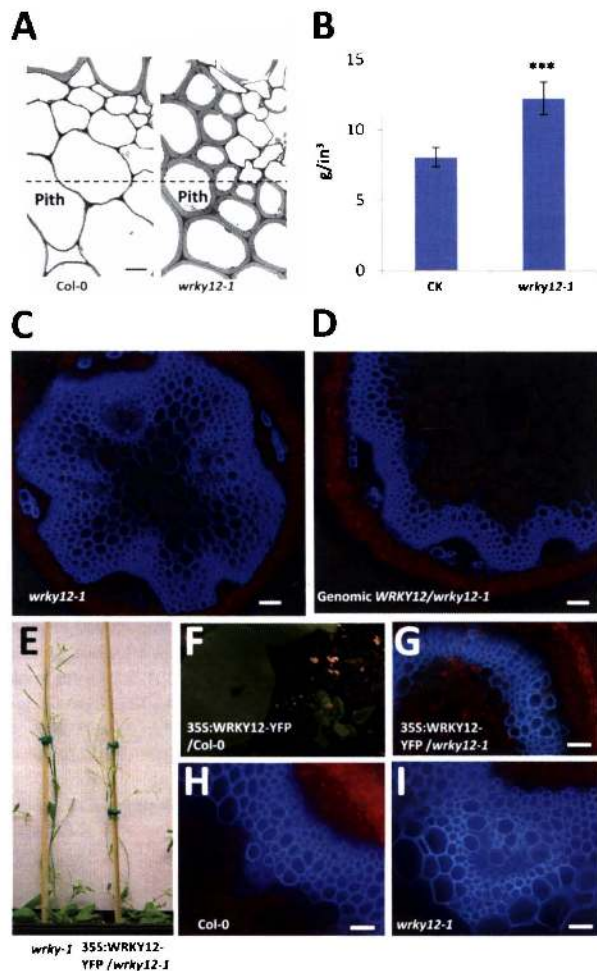 A
Pith
Pith
Col-0
wrky12-1
B
g/in³
15
10
5
0
***
CK
wrky12-1
C
wrky12-1
D
Genomic WRKY12/wrky12-1
E
wrky-1
35S:WRKY12-
YFP/wrky12-1
F
35S:WRKY12-YFP
/Col-0
G
35S:WRKY12-
YFP/wrky12-1
H
Col-0
I
wrky12-1